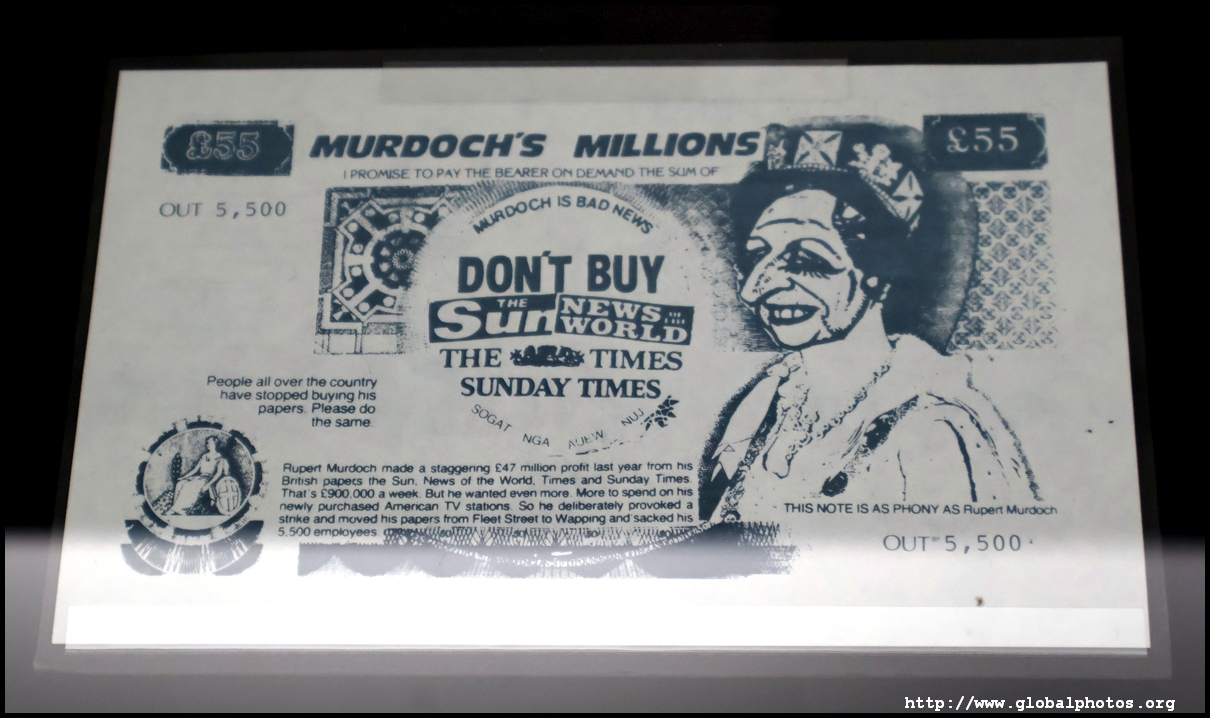 £55
MURDOCH'S MILLIONS
£55
I PROMISE TO PAY THE BEARER ON DEMAND THE SUM OF
OUT 5,500
MURDOCH IS BAD NEWS
DON'T BUY
THE Sun NEWS OF THE WORLD
THE TIMES
SUNDAY TIMES
SOGAT NGA AUEW NUJ
People all over the country
have stopped buying his
papers. Please do
the same.
Rupert Murdoch made a staggering £47 million profit last year from his
British papers the Sun, News of the World, Times and Sunday Times.
That's £900,000 a week. But he wanted even more. More to spend on his
newly purchased American TV stations. So he deliberately provoked a
strike and moved his papers from Fleet Street to Wapping and sacked his
5,500 employees.
THIS NOTE IS AS PHONY AS Rupert Murdoch
OUT 5,500
http://www.globalphotos.org